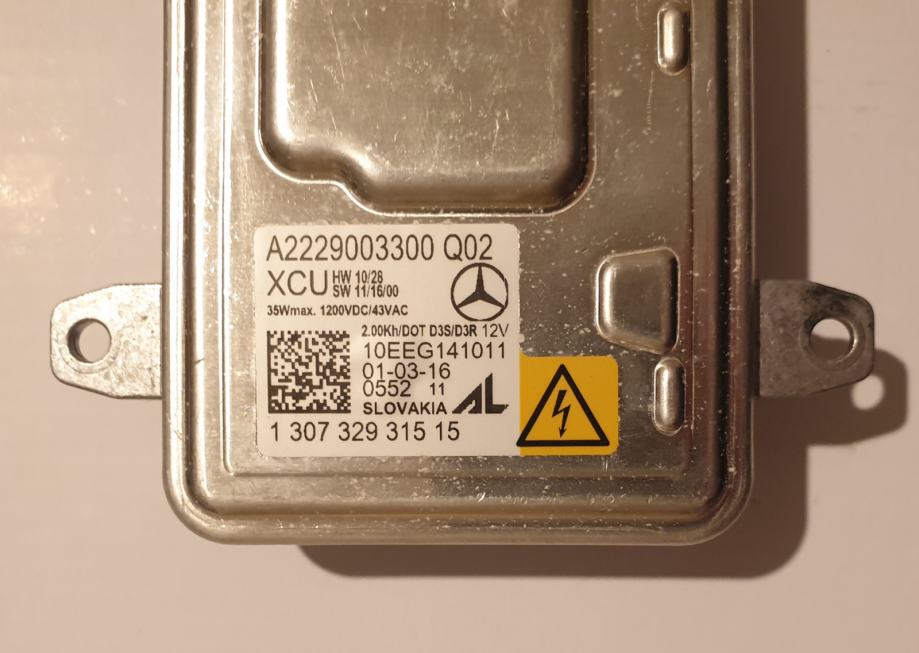 A2229003300 Q02
XCU HW 10/28
SW 11/16/00
35Wmax. 1200VDC/43VAC
2.00Kh/DOT D3S/D3R 12V
10EEG141011
01-03-16
0552 11
SLOVAKIA AL
1 307 329 315 15